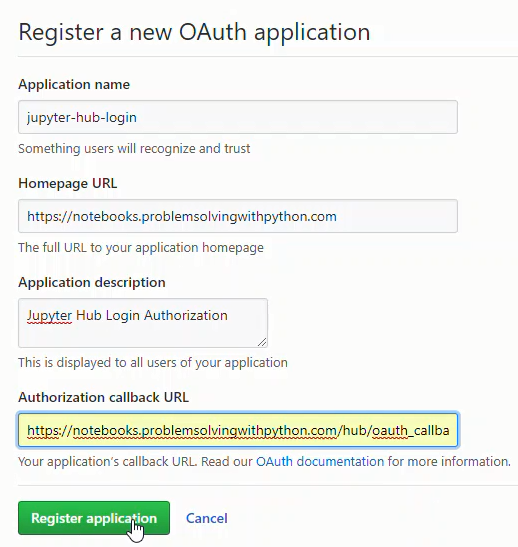 Register a new OAuth application
Application name
jupyter-hub-login
Something users will recognize and trust
Homepage URL
https://notebooks.problemsolvingwithpython.com
The full URL to your application homepage
Application description
Jupyter Hub Login Authorization
This is displayed to all users of your application
Authorization callback URL
https://notebooks.problemsolvingwithpython.com/hub/oauth_callba
Your application's callback URL. Read our OAuth documentation for more information.
Register application Cancel